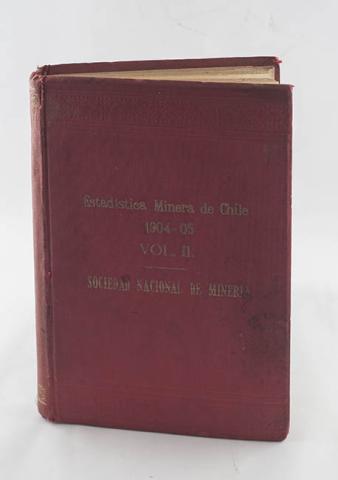 Estadística Minera de Chile
1904-05
VOL. II.
SOCIEDAD NACIONAL DE MINERIA